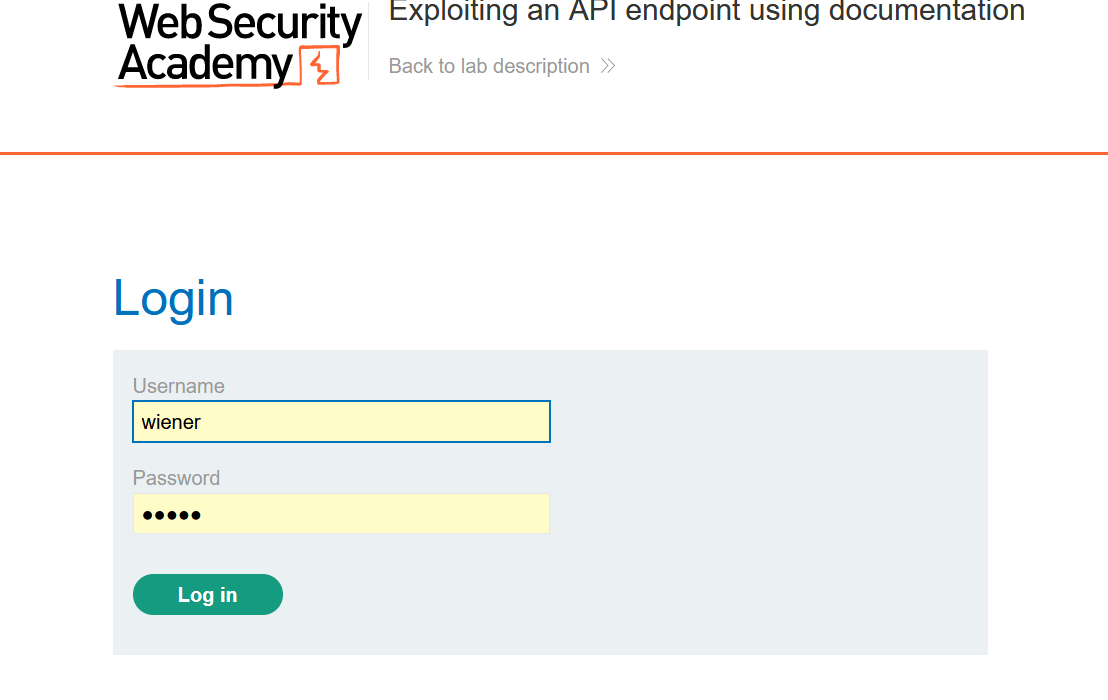 Web Security
Academy
Exploiting an API endpoint using documentation
Back to lab description
Login
Username
wiener
Password
•••••
Log in